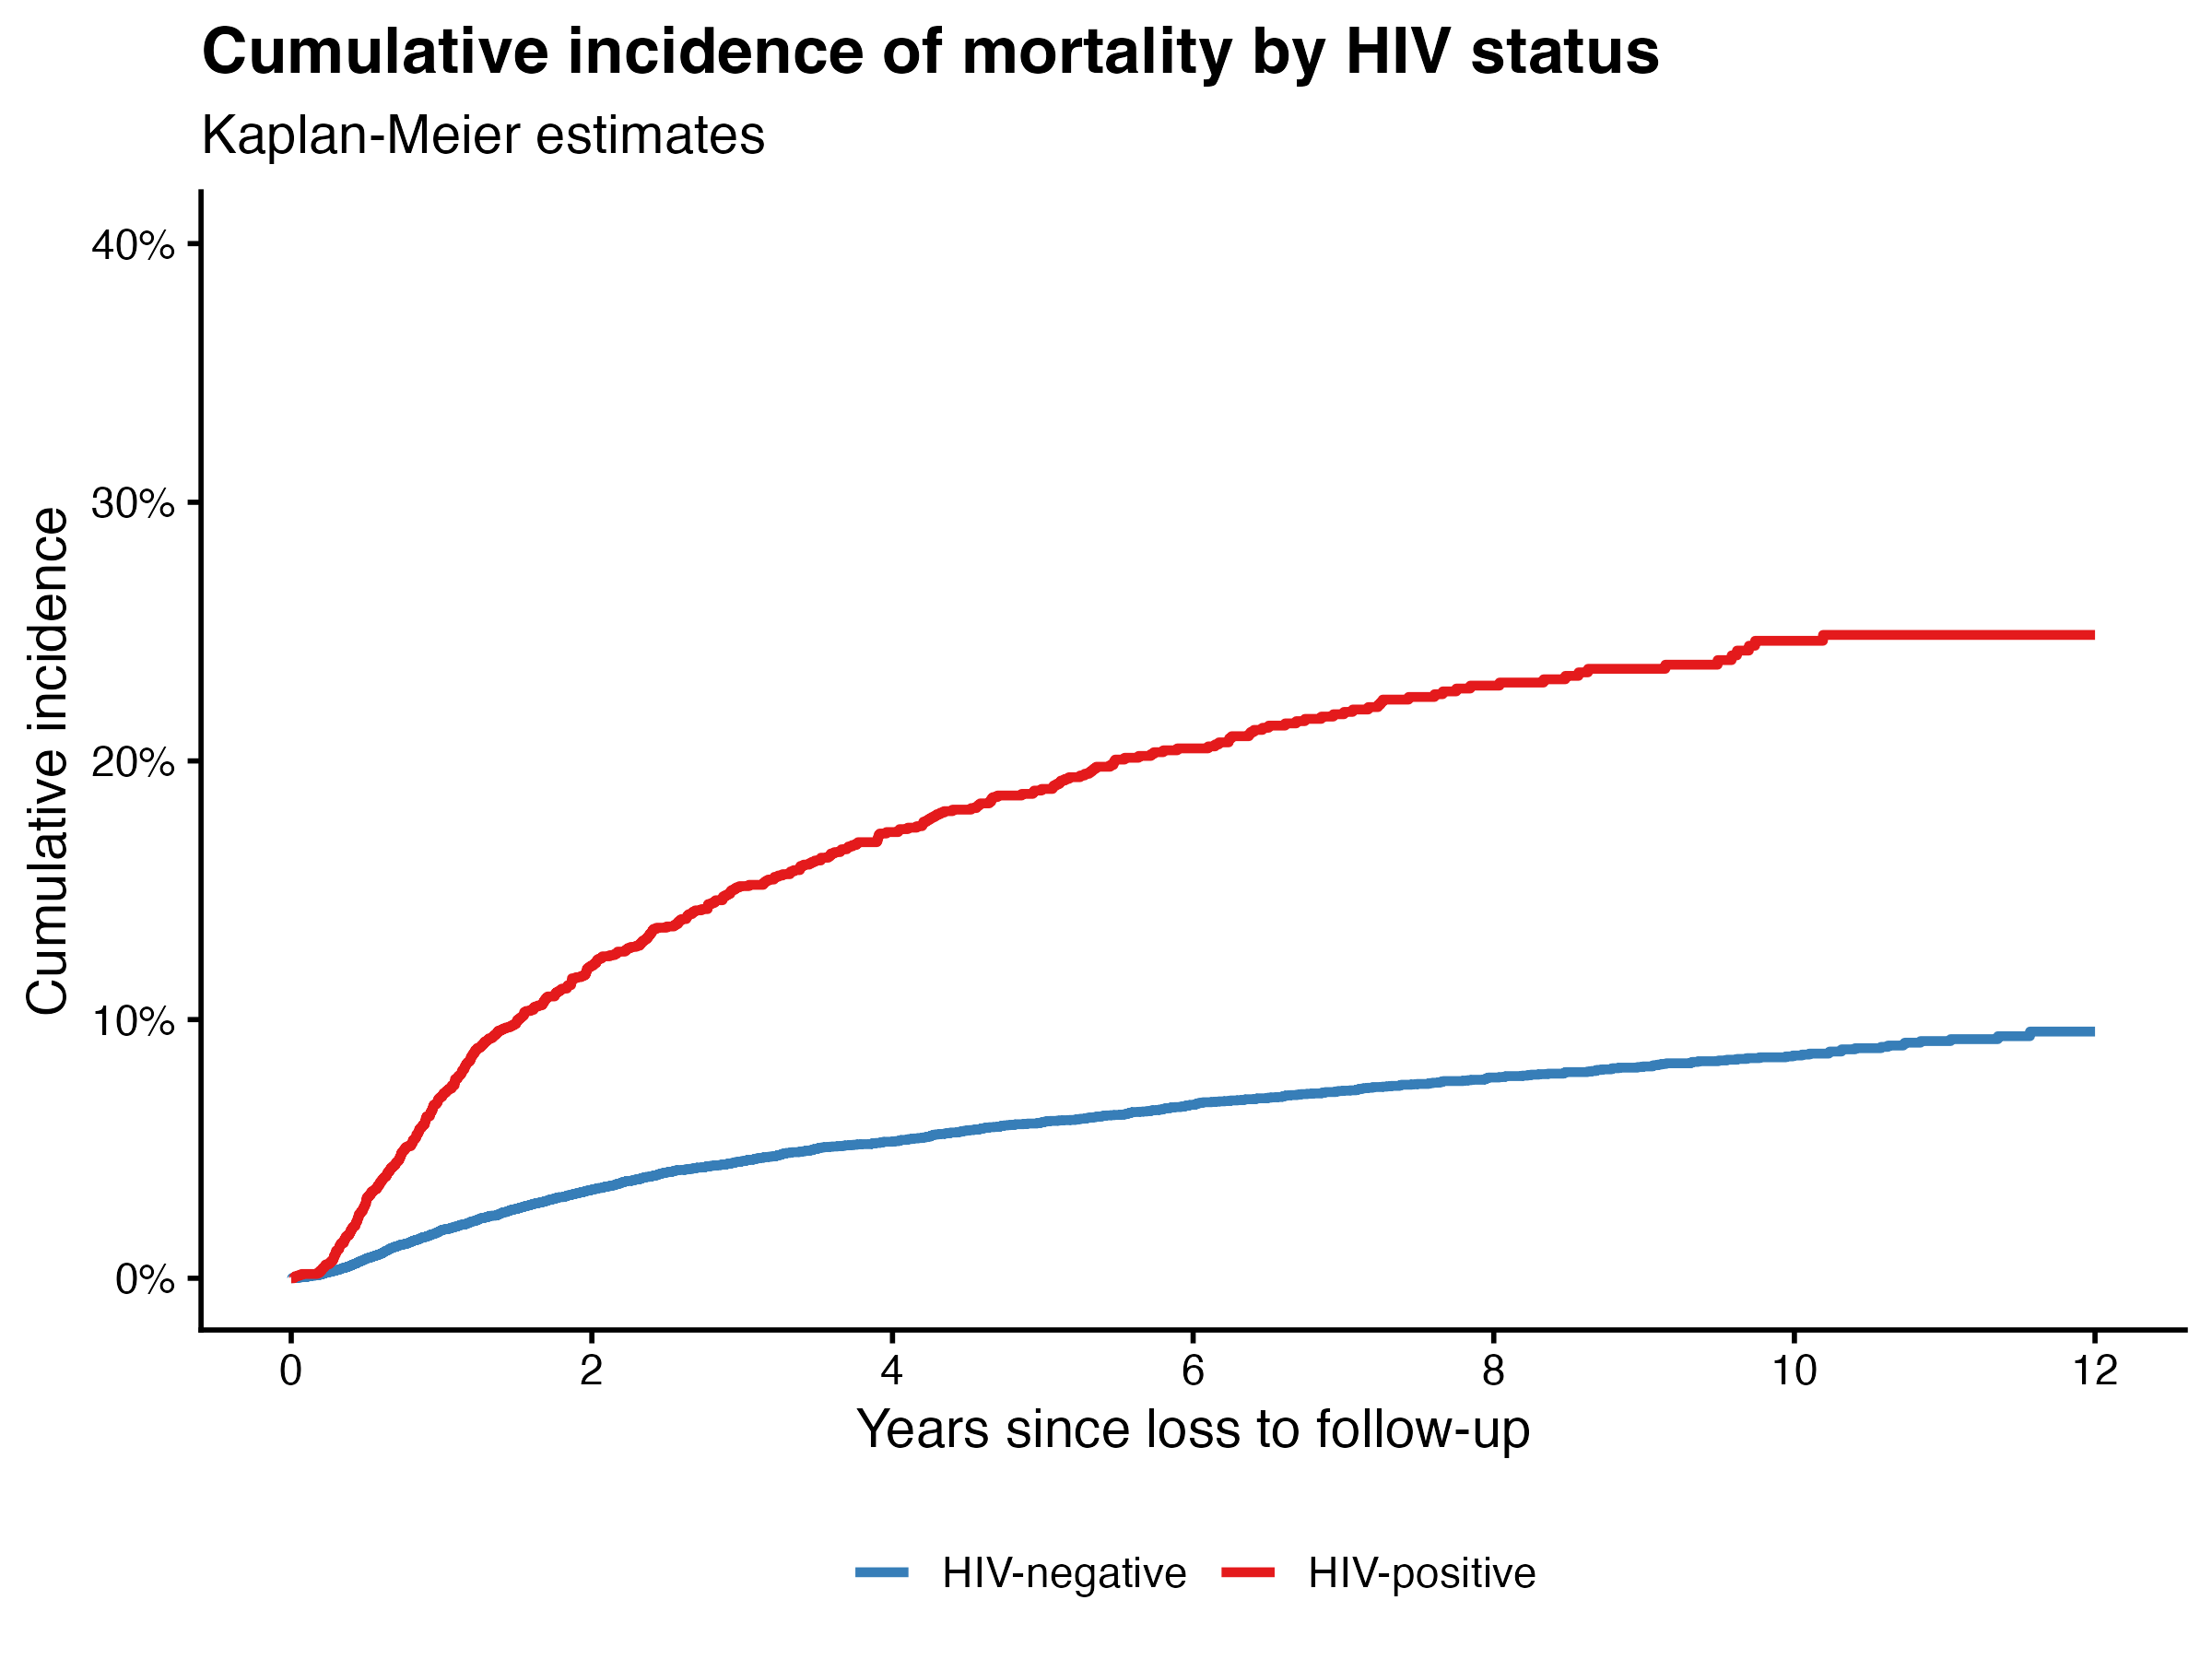 Cumulative incidence of mortality by HIV status
Kaplan-Meier estimates
40%
30%
20%
10%
0%
Cumulative incidence
0 2 4 6 8 10 12
Years since loss to follow-up
HIV-negative HIV-positive